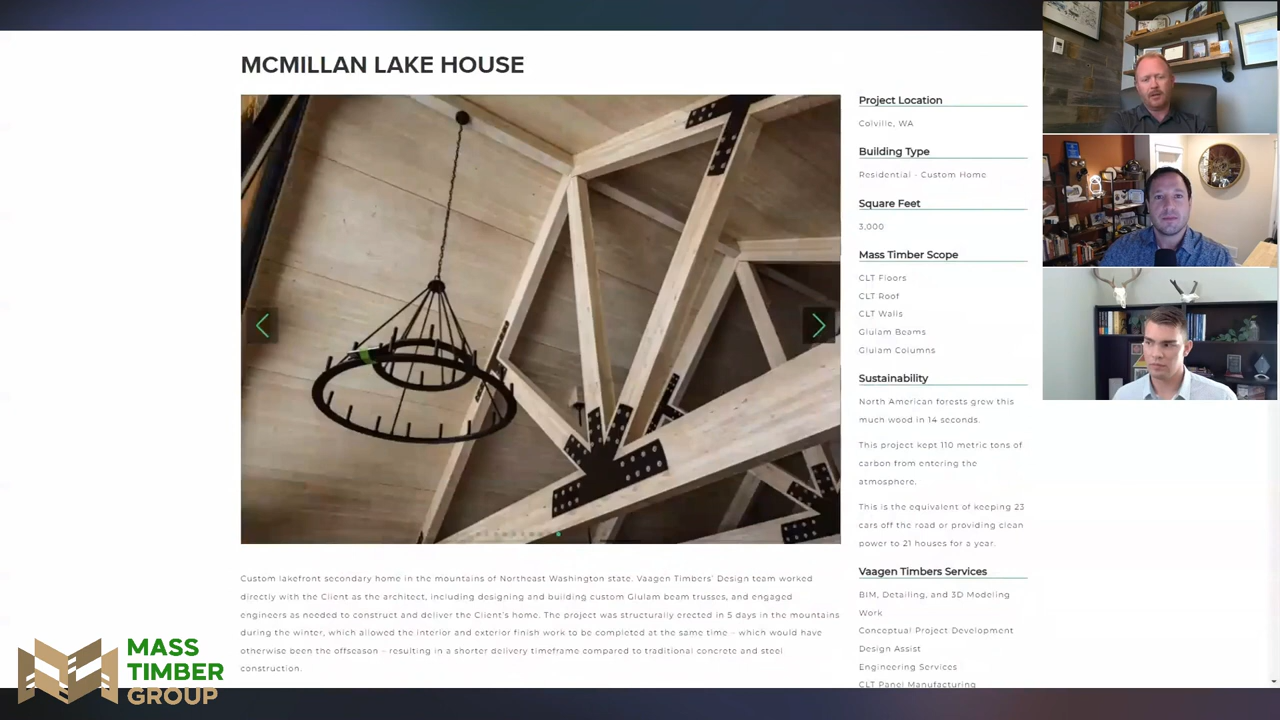 MCMILLAN LAKE HOUSE
Project Location
Colville, WA
Building Type
Residential - Custom Home
Square Feet
3,000
Mass Timber Scope
CLT Floors
CLT Roof
CLT Walls
Glulam Beams
Glulam Columns
Sustainability
North American forests grew this
much wood in 14 seconds.
This project kept 110 metric tons of
carbon from entering the
atmosphere.
This is the equivalent of keeping 23
cars off the road or providing clean
power to 21 houses for a year.
Vaagen Timbers Services
BIM, Detailing, and 3D Modeling
Work
Conceptual Project Development
Design Assist
Engineering Services
CLT Panel Manufacturing
Custom lakefront secondary home in the mountains of Northeast Washington state. Vaagen Timbers' Design team worked
directly with the Client as the architect, including designing and building custom Glulam beam trusses, and engaged
engineers as needed to construct and deliver the Client's home. The project was structurally erected in 5 days in the mountains
during the winter, which allowed the interior and exterior finish work to be completed at the same time – which would have
otherwise been the offseason – resulting in a shorter delivery timeframe compared to traditional concrete and steel
construction.
MASS
TIMBER
GROUP